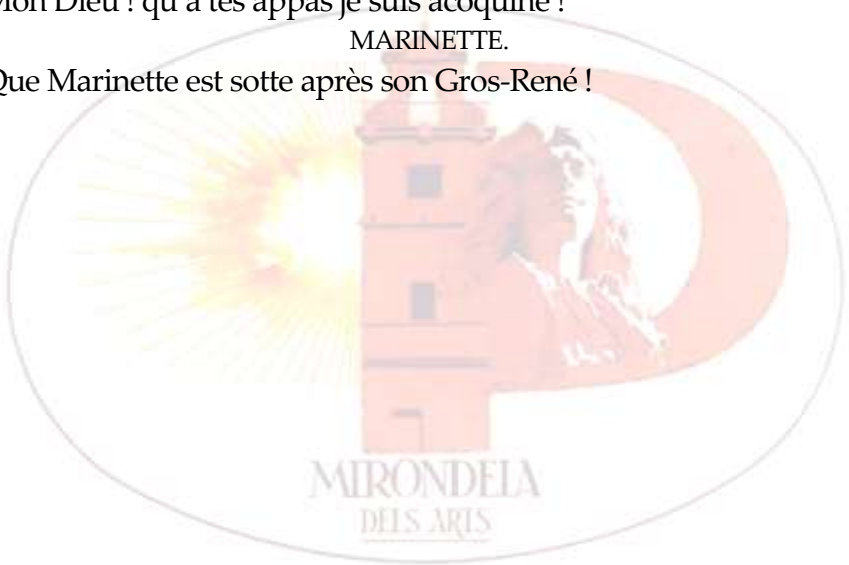 Mon Dieu ! qu'à tes appas je suis acoquiné !
MARINETTE.
Que Marinette est sotte après son Gros-René !
MIRONDELA
DELS ARTS